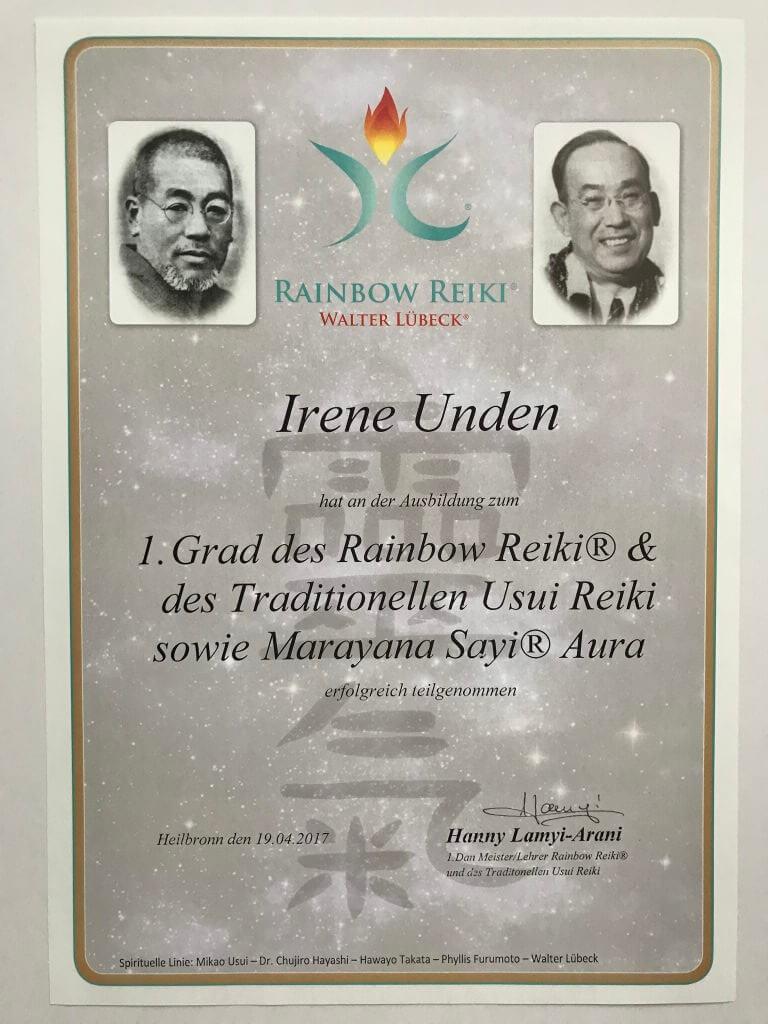 RAINBOW REIKI®
WALTER LÜBECK®
Irene Unden
hat an der Ausbildung zum
1. Grad des Rainbow Reiki® &
des Traditionellen Usui Reiki
sowie Marayana Sayi® Aura
erfolgreich teilgenommen
靈氣
Heilbronn den 19.04.2017
Hanny Lamyi-Arani
1.Dan Meister/Lehrer Rainbow Reiki®
und des Traditonellen Usui Reiki
Spirituelle Linie: Mikao Usui – Dr. Chujiro Hayashi – Hawayo Takata – Phyllis Furumoto – Walter Lübeck